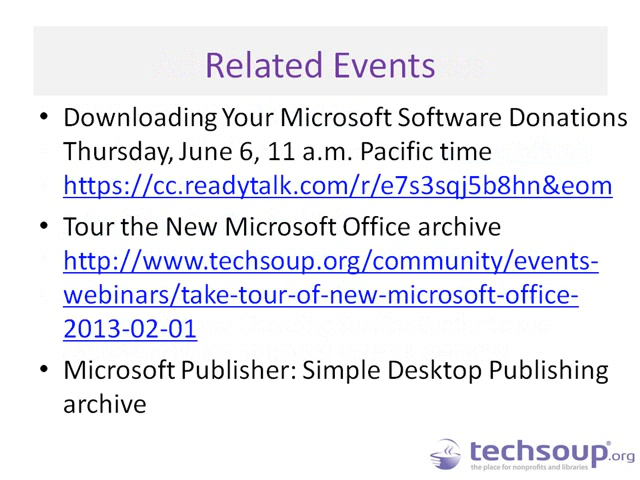 Related Events
• Downloading Your Microsoft Software Donations
Thursday, June 6, 11 a.m. Pacific time
https://cc.readytalk.com/r/e7s3sqj5b8hn&eom
• Tour the New Microsoft Office archive
http://www.techsoup.org/community/events-
webinars/take-tour-of-new-microsoft-office-
2013-02-01
• Microsoft Publisher: Simple Desktop Publishing
archive
techsoup®.org
the place for nonprofits and libraries